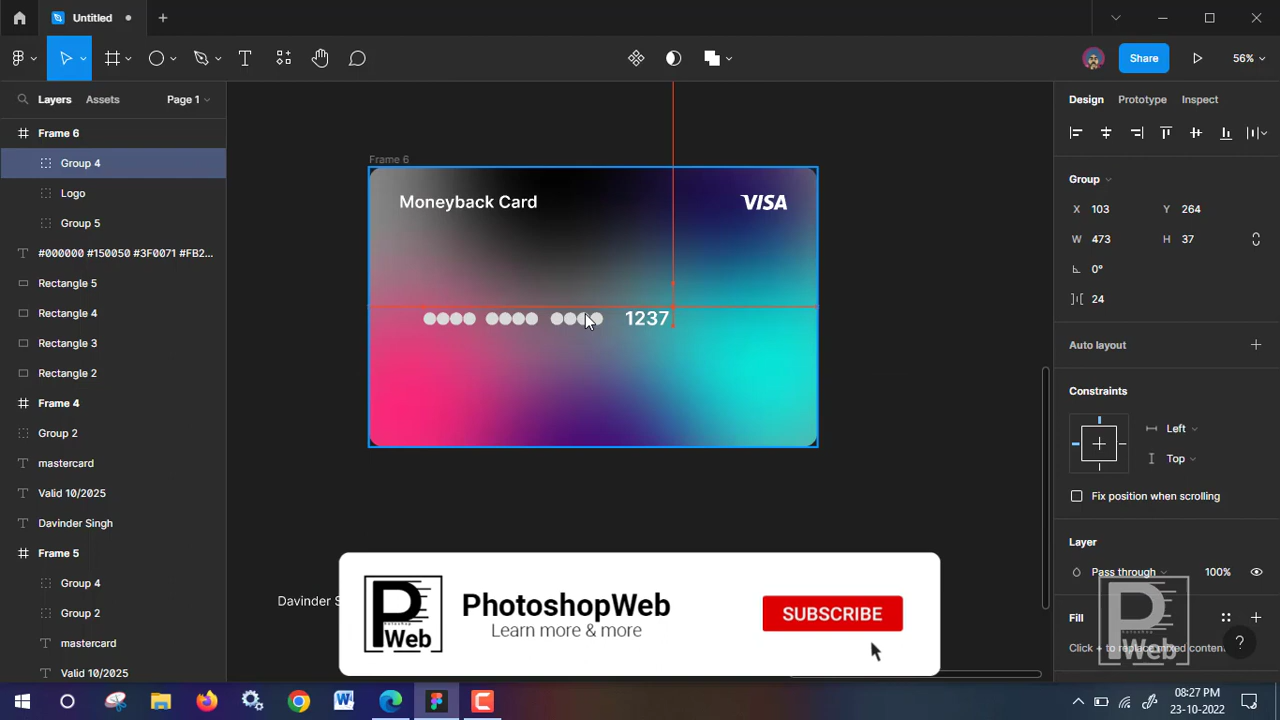 Untitled
Share
56%
Layers
Assets
Page 1
Design
Prototype
Inspect
Frame 6
Group 4
Logo
Group 5
#000000 #150050 #3F0071 #FB2...
Rectangle 5
Rectangle 4
Rectangle 3
Rectangle 2
Frame 4
Group 2
mastercard
Valid 10/2025
Davinder Singh
Frame 5
Group 4
Group 2
mastercard
Valid 10/2025
Frame 6
Moneyback Card
VISA
1237
Davinder S
Group
X 103
Y 264
W 473
H 37
0°
24
Auto layout
Constraints
Left
Top
Fix position when scrolling
Layer
Pass through
100%
Fill
Click + to replace mixed conten
P
Photoshop
Web
PhotoshopWeb
Learn more & more
SUBSCRIBE
P
Web
?
08:27 PM
23-10-2022